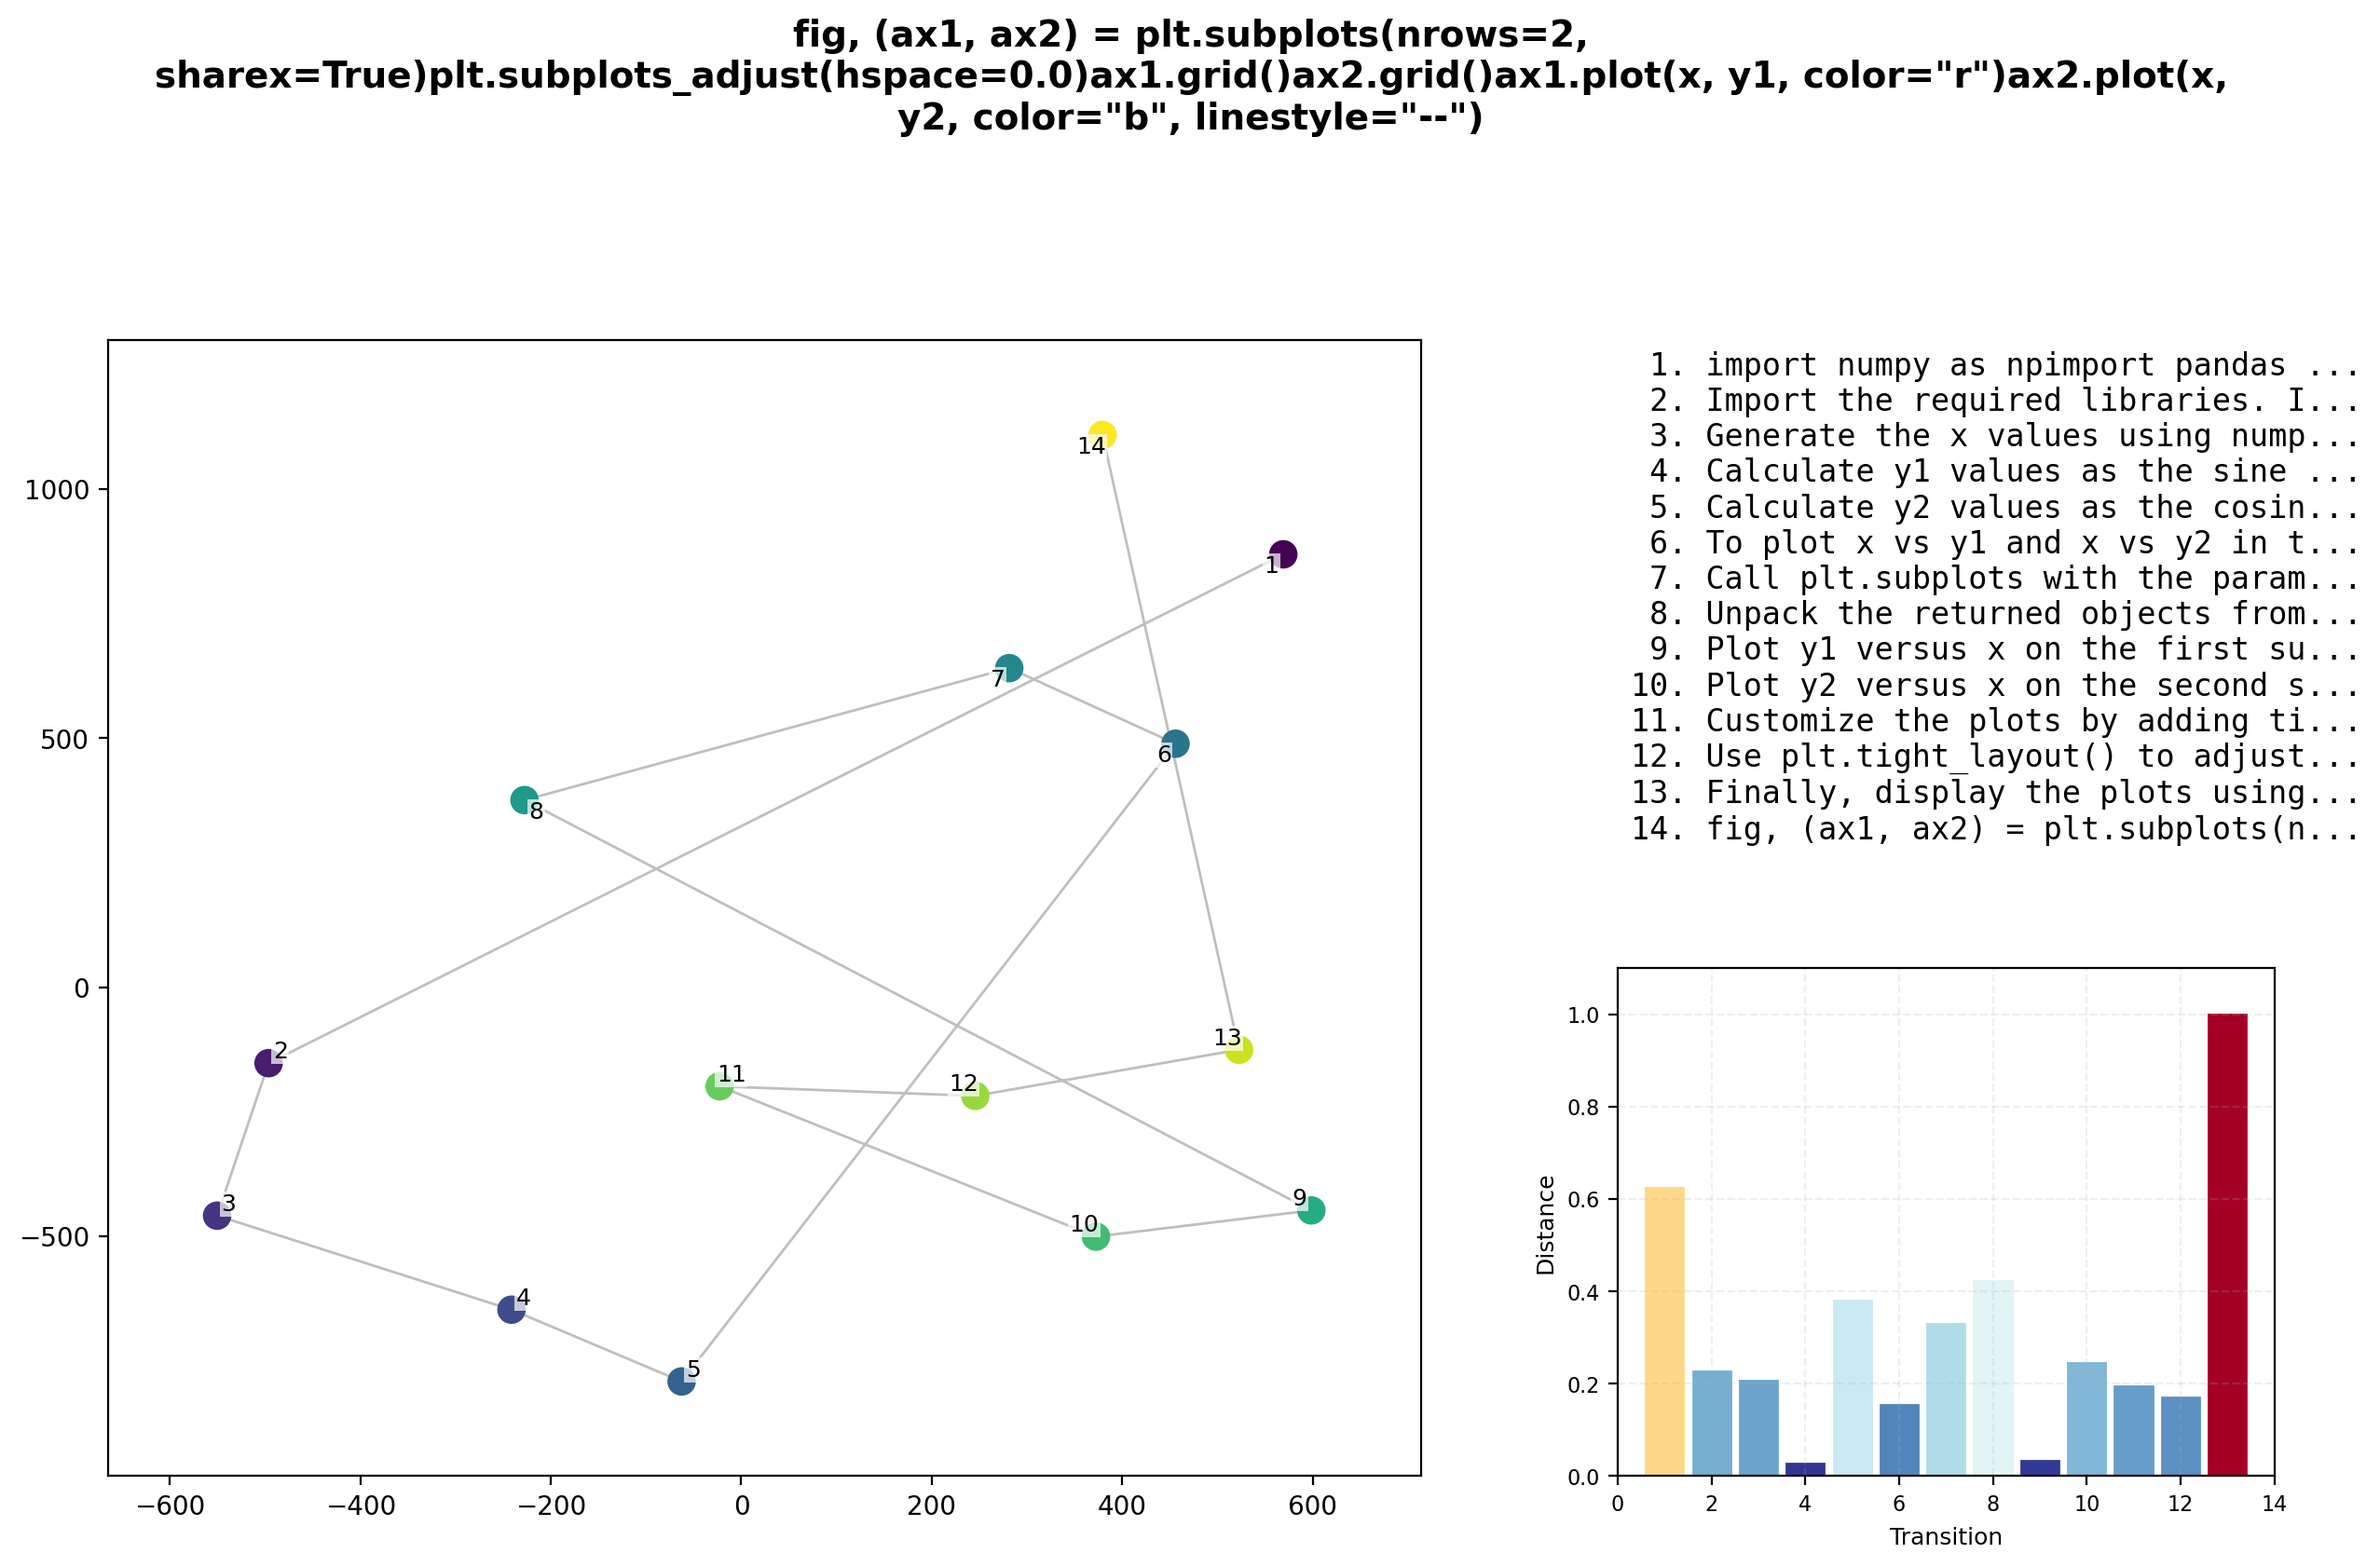 fig, (ax1, ax2) = plt.subplots(nrows=2,
sharex=True)plt.subplots_adjust(hspace=0.0)ax1.grid()ax2.grid()ax1.plot(x, y1, color="r")ax2.plot(x,
y2, color="b", linestyle="--")
1000
500
0
−500
−600
−400
−200
0
200
400
600
14
1
7
6
8
13
2
11
12
3
9
10
4
5
1. import numpy as npimport pandas ...
2. Import the required libraries. I...
3. Generate the x values using nump...
4. Calculate y1 values as the sine ...
5. Calculate y2 values as the cosin...
6. To plot x vs y1 and x vs y2 in t...
7. Call plt.subplots with the param...
8. Unpack the returned objects from...
9. Plot y1 versus x on the first su...
10. Plot y2 versus x on the second s...
11. Customize the plots by adding ti...
12. Use plt.tight_layout() to adjust...
13. Finally, display the plots using...
14. fig, (ax1, ax2) = plt.subplots(n...
Distance
1.0
0.8
0.6
0.4
0.2
0.0
0
2
4
6
8
10
12
14
Transition